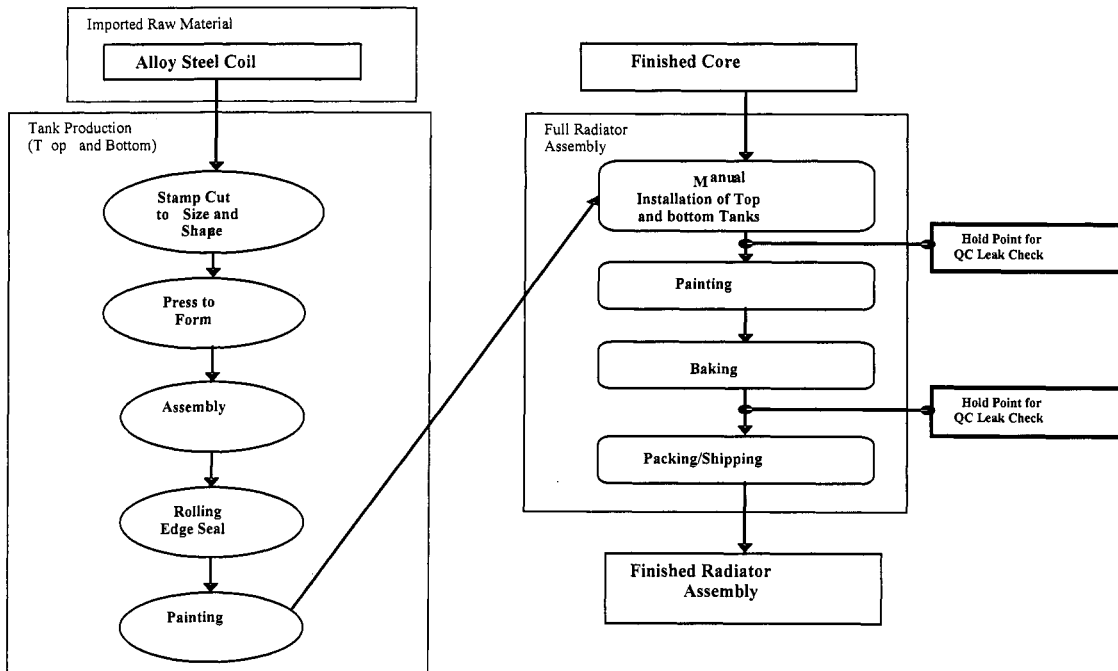 Imported Raw Material
Alloy Steel Coil
Tank Production
(T op and Bottom)
Stamp Cut
to Size and
Shape
Press to
Form
Assembly
Rolling
Edge Seal
Painting
Finished Core
Full Radiator
Assembly
Manual
Installation of Top
and bottom Tanks
Hold Point for
QC Leak Check
Painting
Baking
Hold Point for
QC Leak Check
Packing/Shipping
Finished Radiator
Assembly